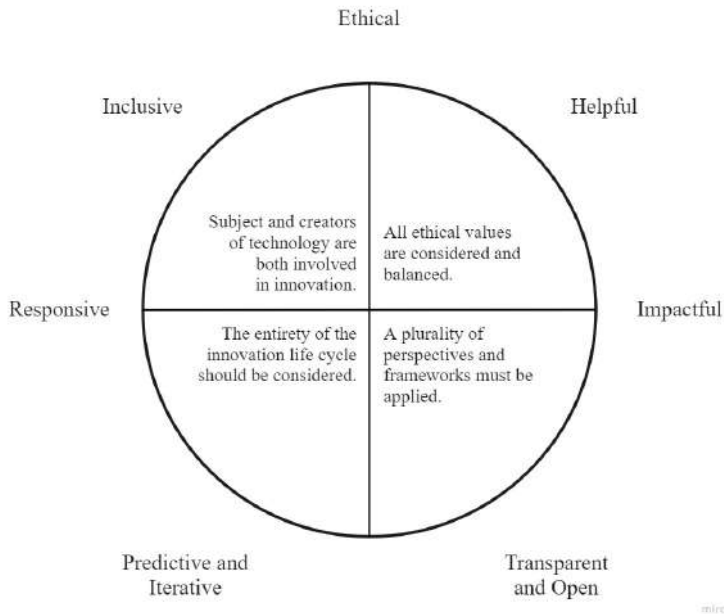 Ethical
Inclusive
Helpful
Subject and creators
of technology are
both involved
in innovation.
All ethical values
are considered and
balanced.
Responsive
Impactful
The entirety of the
innovation life cycle
should be considered.
A plurality of
perspectives and
frameworks must be
applied.
Predictive and
Iterative
Transparent
and Open
miro